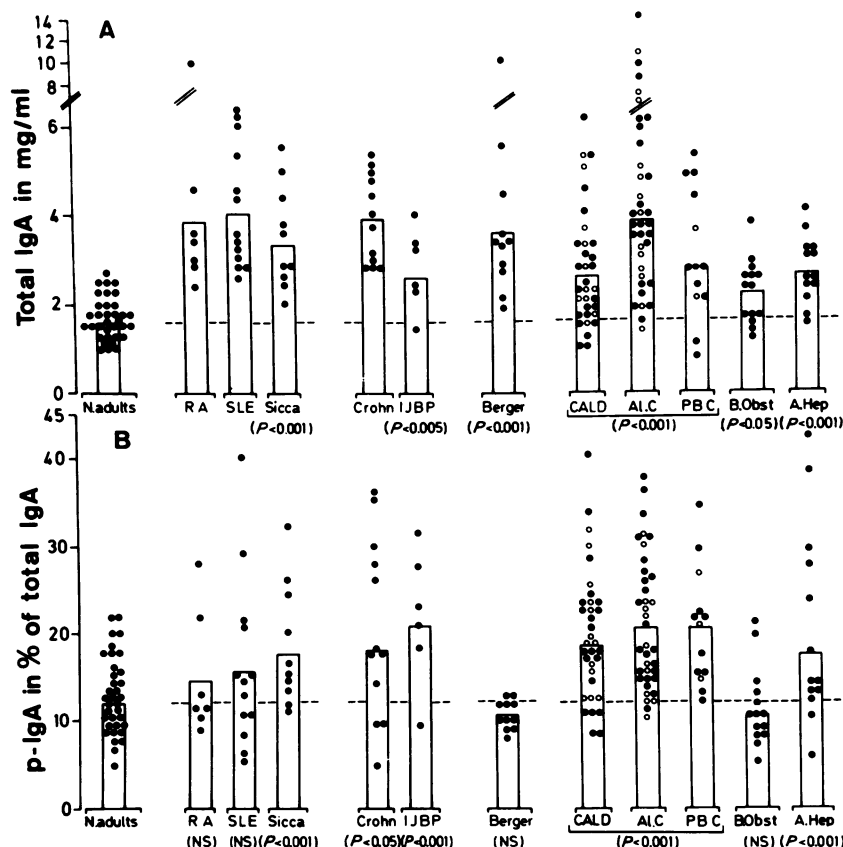 A
Total IgA in mg/ml
14
12
10
8
6
4
2
0
N.adults RA SLE Sicca Crohn IJBP Berger CALD Al.C PBC B.Obst A.Hep
(P<0.001) (P<0.005) (P<0.001) (P<0.001) (P<0.05) (P<0.001)
B
p-IgA in % of total IgA
45
40
30
20
10
0
N.adults RA SLE Sicca Crohn IJBP Berger CALD Al.C PBC B.Obst A.Hep
(NS) (NS) (P<0.001) (P<0.05) (P<0.001) (NS) (P<0.001) (NS) (P<0.001)